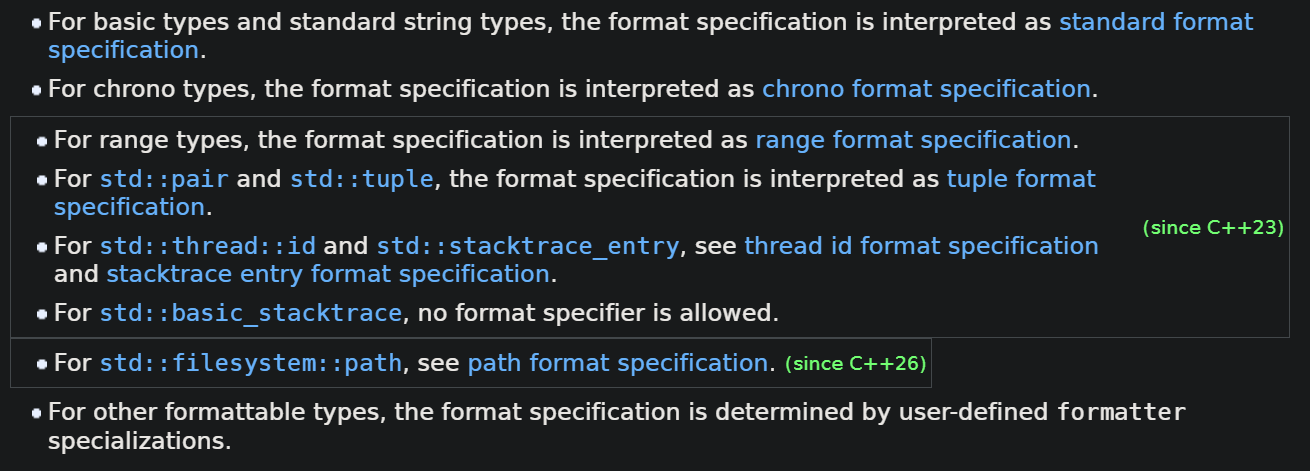 For basic types and standard string types, the format specification is interpreted as standard format
specification.
For chrono types, the format specification is interpreted as chrono format specification.
For range types, the format specification is interpreted as range format specification.
For std::pair and std::tuple, the format specification is interpreted as tuple format
specification.
(since C++23)
For std::thread::id and std::stacktrace_entry, see thread id format specification
and stacktrace entry format specification.
For std::basic_stacktrace, no format specifier is allowed.
For std::filesystem::path, see path format specification. (since C++26)
For other formattable types, the format specification is determined by user-defined formatter
specializations.